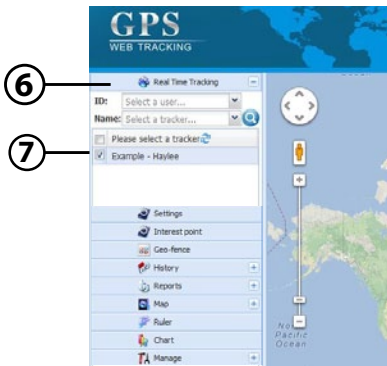 GPS
WEB TRACKING
6
Real Time Tracking
ID: Select a user...
Name: Select a tracker...
Please select a tracker
7
Example - Haylee
Settings
Interest point
Geo-fence
History
Reports
Map
Ruler
Chart
Manage
Pacific
Ocean